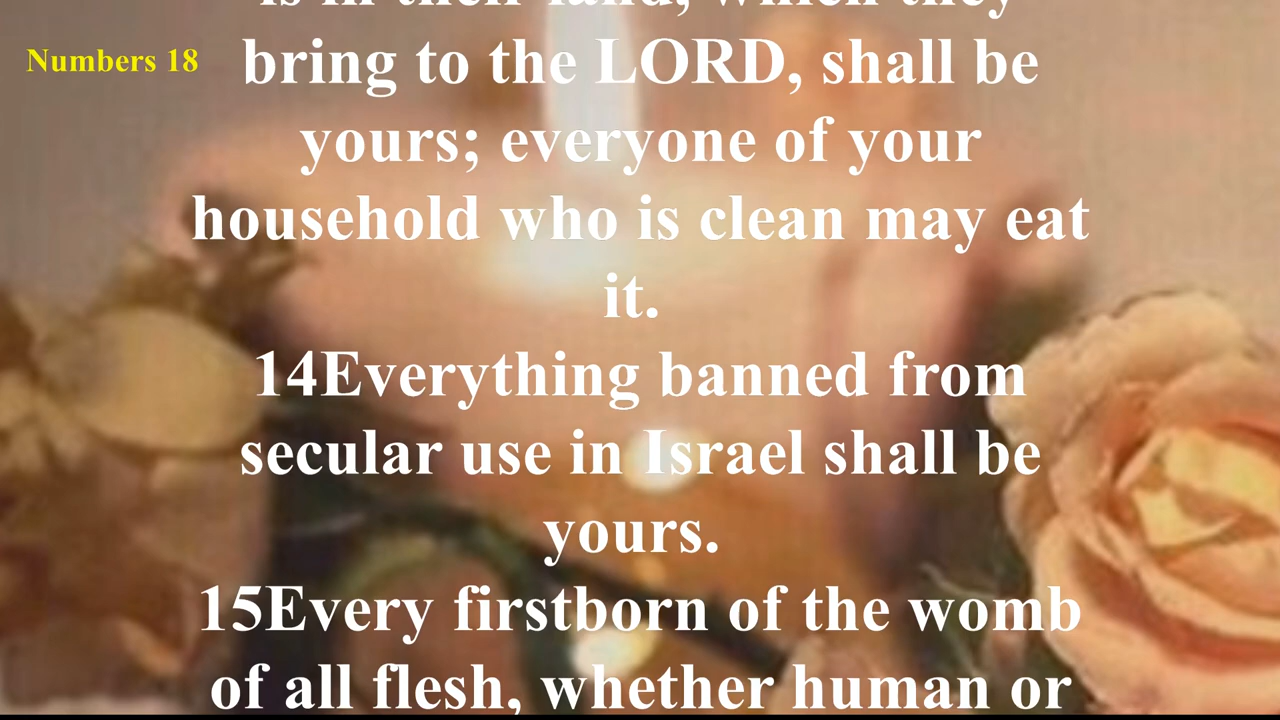 is in their land, which they
Numbers 18
bring to the LORD, shall be
yours; everyone of your
household who is clean may eat
it.
14Everything banned from
secular use in Israel shall be
yours.
15Every firstborn of the womb
of all flesh, whether human or